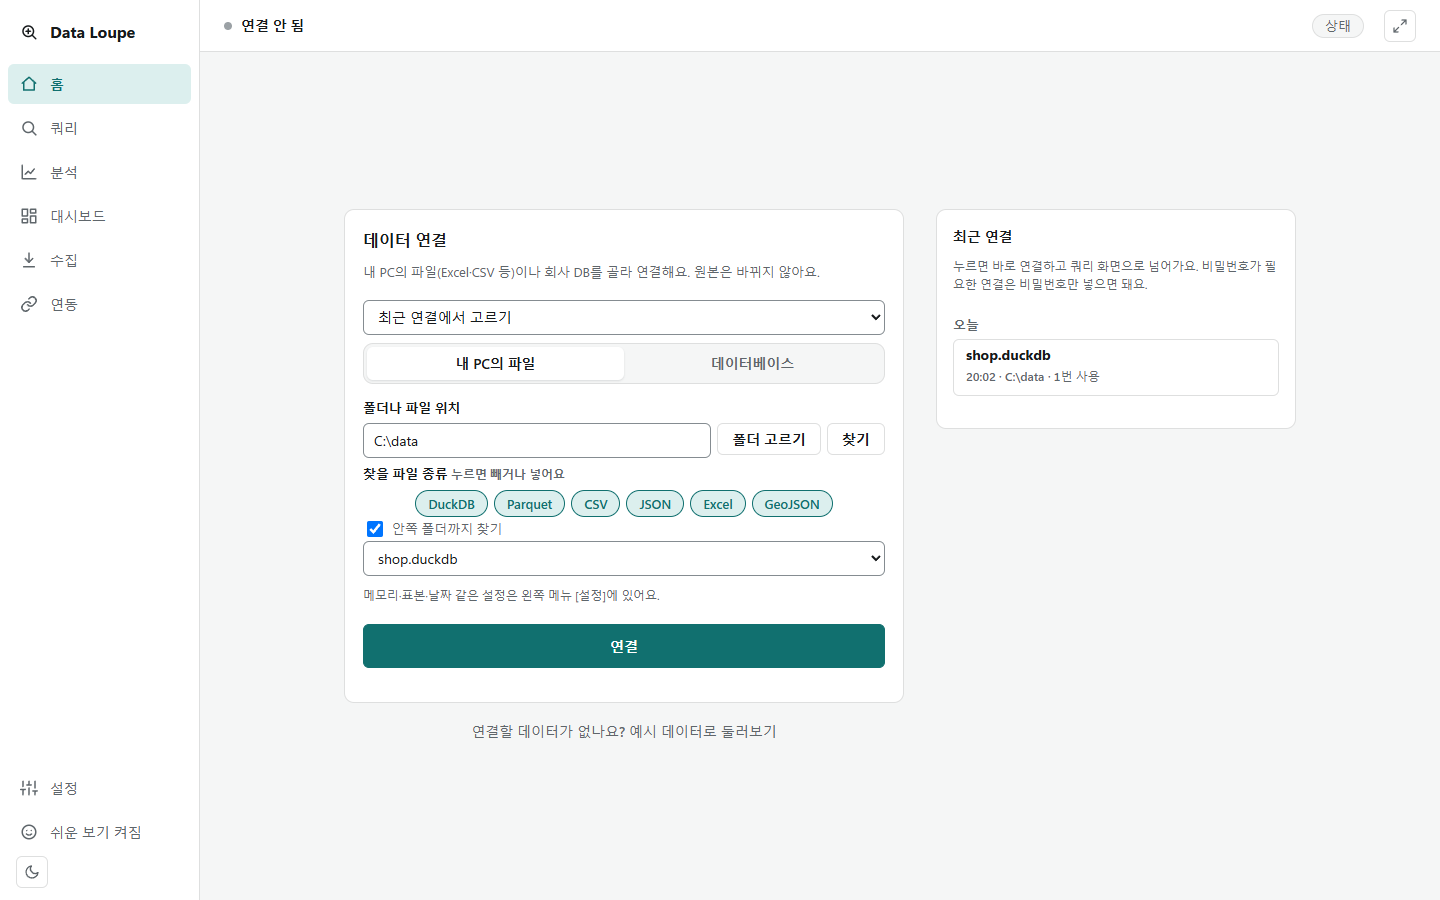 Data Loupe
홈
쿼리
분석
대시보드
수집
연동
설정
쉬운 보기 켜짐
연결 안 됨
상태
데이터 연결
내 PC의 파일(Excel·CSV 등)이나 회사 DB를 골라 연결해요. 원본은 바뀌지 않아요.
최근 연결에서 고르기
내 PC의 파일
데이터베이스
폴더나 파일 위치
C:\data
폴더 고르기
찾기
찾을 파일 종류 누르면 빼거나 넣어요
DuckDB
Parquet
CSV
JSON
Excel
GeoJSON
안쪽 폴더까지 찾기
shop.duckdb
메모리·표본·날짜 같은 설정은 왼쪽 메뉴 [설정]에 있어요.
연결
연결할 데이터가 없나요? 예시 데이터로 둘러보기
최근 연결
누르면 바로 연결하고 쿼리 화면으로 넘어가요. 비밀번호가 필
요한 연결은 비밀번호만 넣으면 돼요.
오늘
shop.duckdb
20:02 · C:\data · 1번 사용